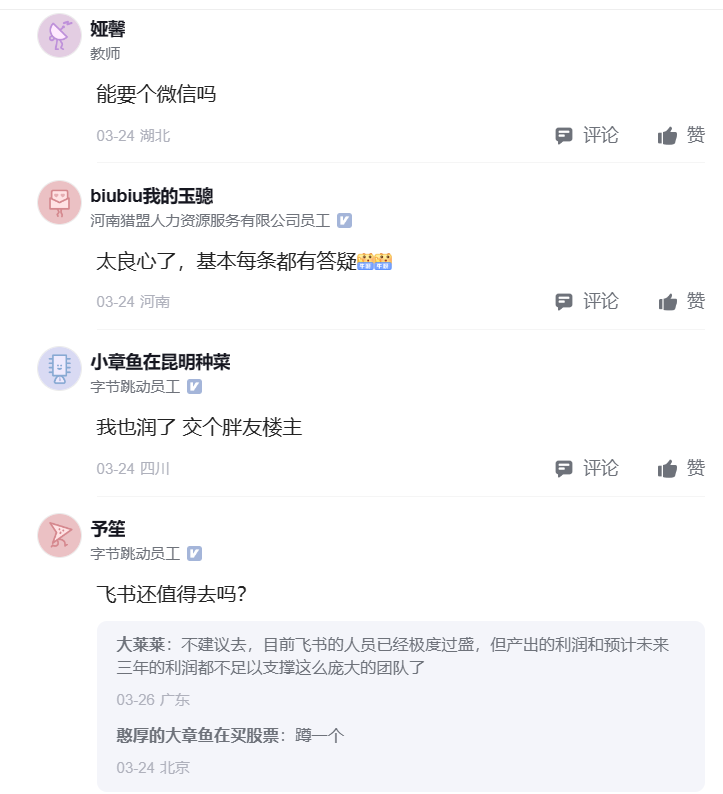 娅馨
教师
能要个微信吗
03-24 湖北
评论 赞
biubiu我的玉骢
河南猎盟人力资源服务有限公司员工
太良心了，基本每条都有答疑
03-24 河南
评论 赞
小章鱼在昆明种菜
字节跳动员工
我也润了 交个胖友楼主
03-24 四川
评论 赞
予笙
字节跳动员工
飞书还值得去吗？
大莱莱：不建议去，目前飞书的人员已经极度过盛，但产出的利润和预计未来
三年的利润都不足以支撑这么庞大的团队了
03-26 广东
憨厚的大章鱼在买股票：蹲一个
03-24 北京